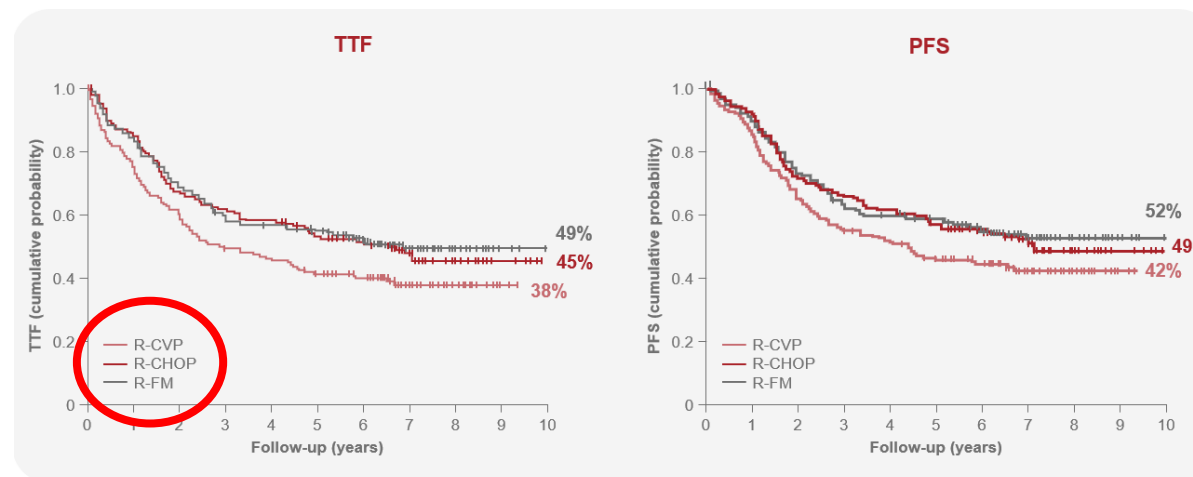 TTF
TTF (cumulative probability)
1.0
0.8
0.6
0.4
0.2
0
49%
45%
38%
R-CVP
R-CHOP
R-FM
0 1 2 3 4 5 6 7 8 9 10
Follow-up (years)
PFS
PFS (cumulative probability)
1.0
0.8
0.6
0.4
0.2
0
52%
49
42%
R-CVP
R-CHOP
R-FM
0 1 2 3 4 5 6 7 8 9 10
Follow-up (years)